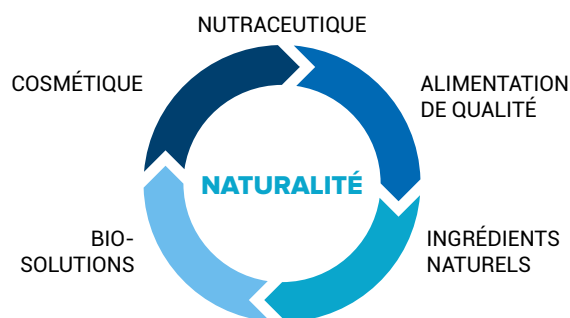 NUTRACEUTIQUE
COSMÉTIQUE
ALIMENTATION
DE QUALITÉ
NATURALITÉ
BIO-
SOLUTIONS
INGRÉDIENTS
NATURELS